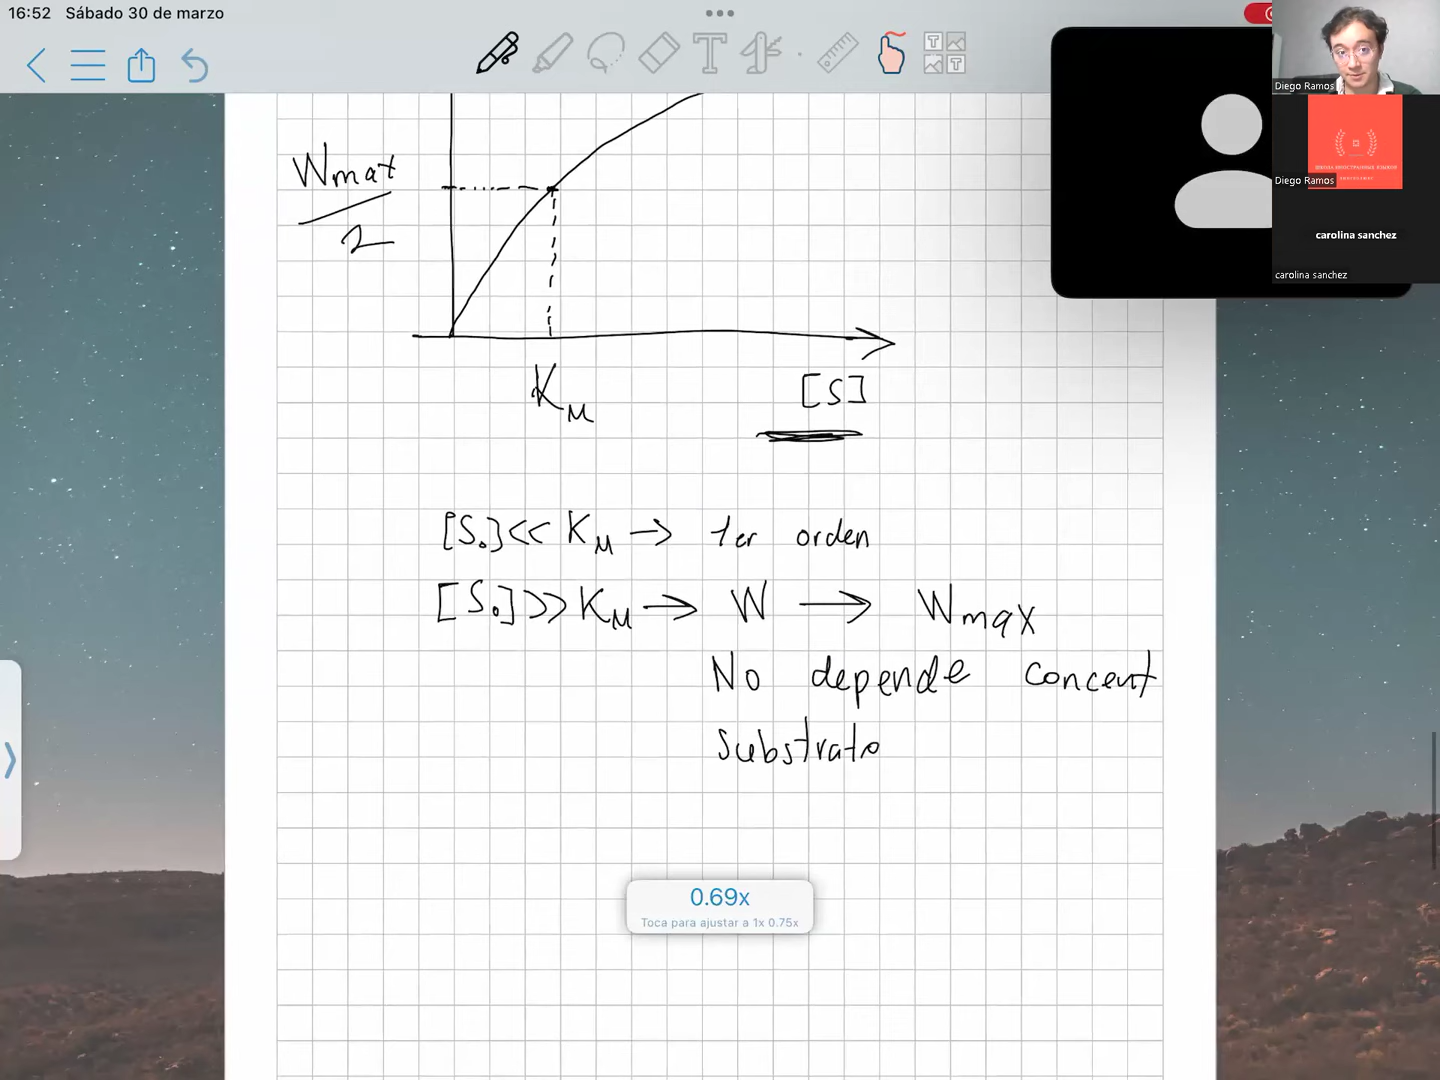 16:52 Sábado 30 de marzo
Diego Ramos
Diego Ramos
carolina sanchez
carolina sanchez
Wmax
2
KM
[S]
[S₀]<< KM → 1er orden
[S₀]>> KM → W → Wmax
No depende concent
substrato
0.69x
Toca para ajustar a 1x 0.75x